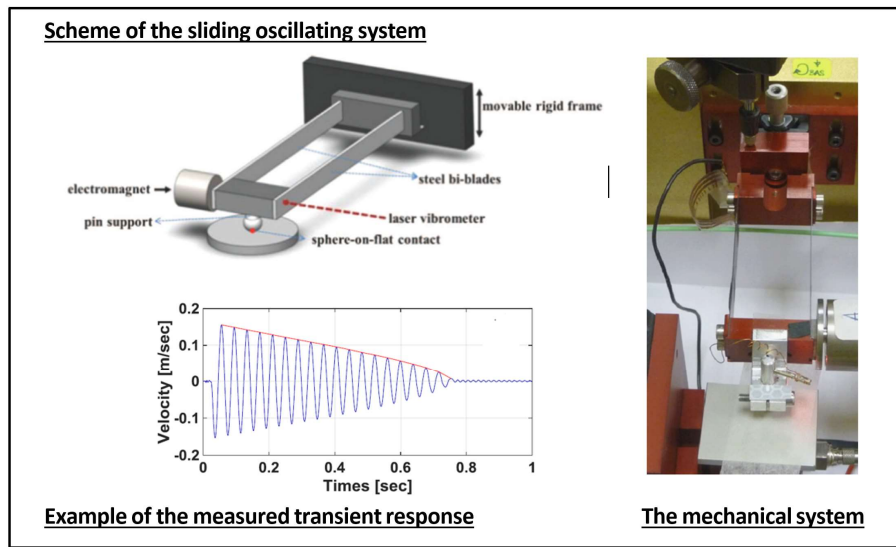 Scheme of the sliding oscillating system
movable rigid frame
steel bi-blades
electromagnet
laser vibrometer
pin support
sphere-on-flat contact
0.2
0.1
0
-0.1
-0.2
Velocity [m/sec]
0 0.2 0.4 0.6 0.8 1
Times [sec]
Example of the measured transient response
The mechanical system